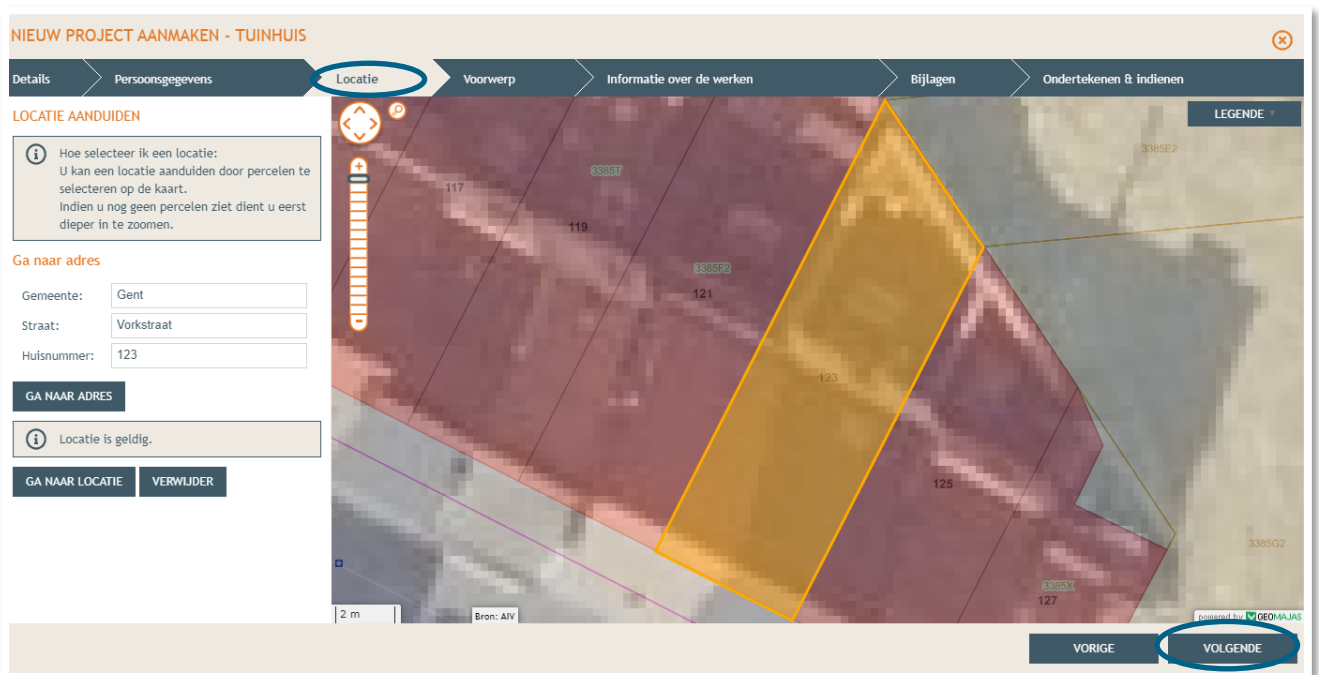 NIEUW PROJECT AANMAKEN - TUINHUIS
Details
Persoonsgegevens
Locatie
Voorwerp
Informatie over de werken
Bijlagen
Ondertekenen & indienen
LOCATIE AANDUIDEN
Hoe selecteer ik een locatie:
U kan een locatie aanduiden door percelen te
selecteren op de kaart.
Indien u nog geen percelen ziet dient u eerst
dieper in te zoomen.
Ga naar adres
Gemeente: Gent
Straat: Vorkstraat
Huisnummer: 123
GA NAAR ADRES
Locatie is geldig.
GA NAAR LOCATIE
VERWIJDER
LEGENDE
3385E2
3385T
117
119
3385F2
121
123
125
3385G2
3385X
127
2 m
Bron: AIV
powered by GEOMAJAS
VORIGE
VOLGENDE